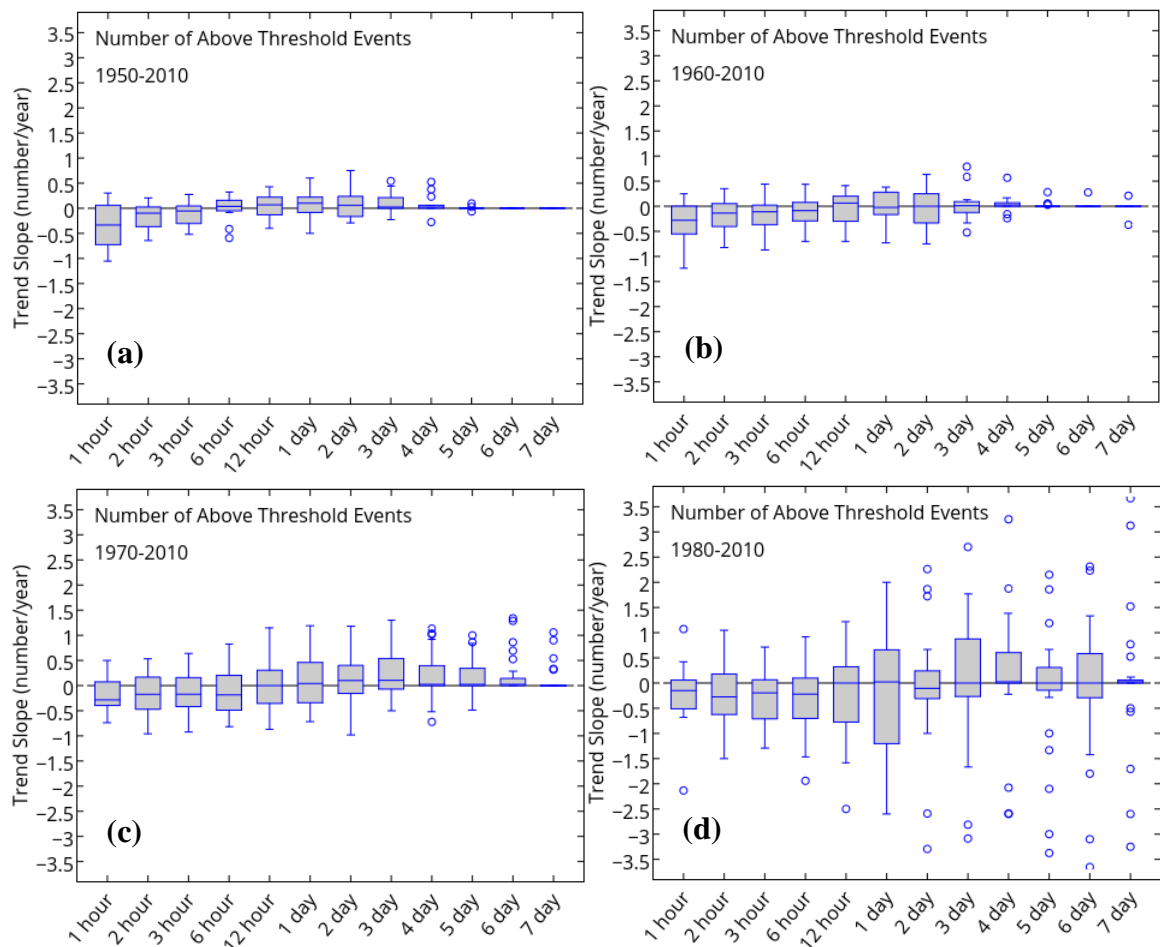 Number of Above Threshold Events
1950-2010
Trend Slope (number/year)
3.5
3
2.5
2
1.5
1
0.5
0
−0.5
−1
−1.5
−2
−2.5
−3
−3.5
(a)
1 hour
2 hour
3 hour
6 hour
12 hour
1 day
2 day
3 day
4 day
5 day
6 day
7 day
Number of Above Threshold Events
1960-2010
Trend Slope (number/year)
3.5
3
2.5
2
1.5
1
0.5
0
−0.5
−1
−1.5
−2
−2.5
−3
−3.5
(b)
1 hour
2 hour
3 hour
6 hour
12 hour
1 day
2 day
3 day
4 day
5 day
6 day
7 day
Number of Above Threshold Events
1970-2010
Trend Slope (number/year)
3.5
3
2.5
2
1.5
1
0.5
0
−0.5
−1
−1.5
−2
−2.5
−3
−3.5
(c)
1 hour
2 hour
3 hour
6 hour
12 hour
1 day
2 day
3 day
4 day
5 day
6 day
7 day
Number of Above Threshold Events
1980-2010
Trend Slope (number/year)
3.5
3
2.5
2
1.5
1
0.5
0
−0.5
−1
−1.5
−2
−2.5
−3
−3.5
(d)
1 hour
2 hour
3 hour
6 hour
12 hour
1 day
2 day
3 day
4 day
5 day
6 day
7 day